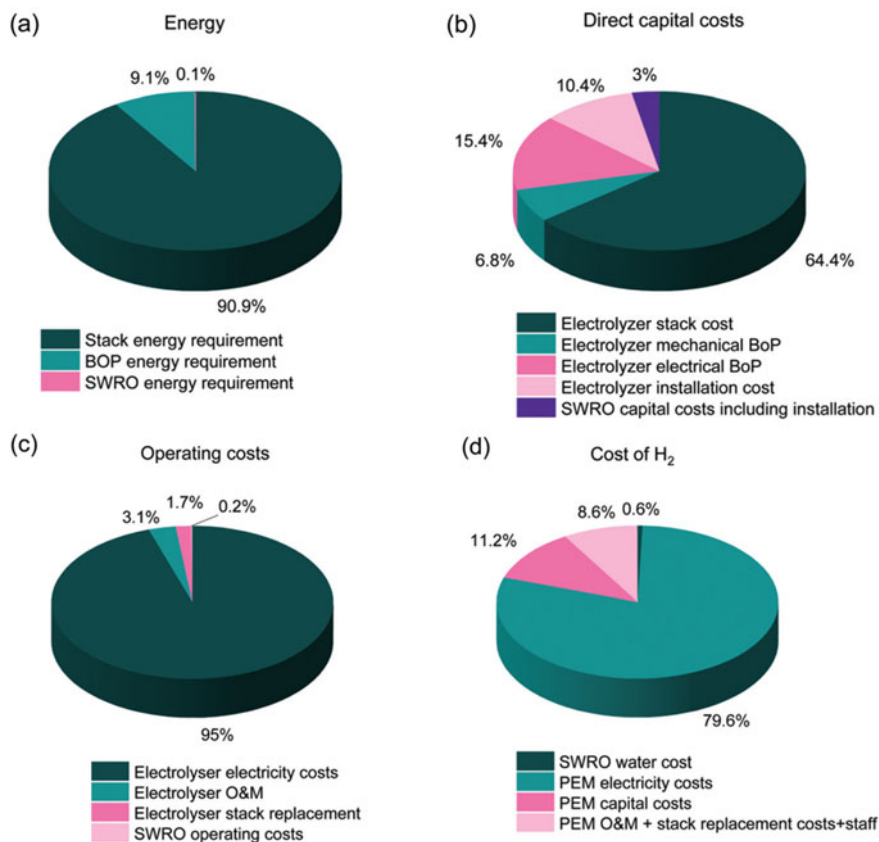 (a)
Energy
9.1%
0.1%
90.9%
Stack energy requirement
BOP energy requirement
SWRO energy requirement
(b)
Direct capital costs
10.4%
3%
15.4%
6.8%
64.4%
Electrolyzer stack cost
Electrolyzer mechanical BoP
Electrolyzer electrical BoP
Electrolyzer installation cost
SWRO capital costs including installation
(c)
Operating costs
3.1%
1.7%
0.2%
95%
Electrolyser electricity costs
Electrolyser O&M
Electrolyser stack replacement
SWRO operating costs
(d)
Cost of H₂
11.2%
8.6%
0.6%
79.6%
SWRO water cost
PEM electricity costs
PEM capital costs
PEM O&M + stack replacement costs+staff